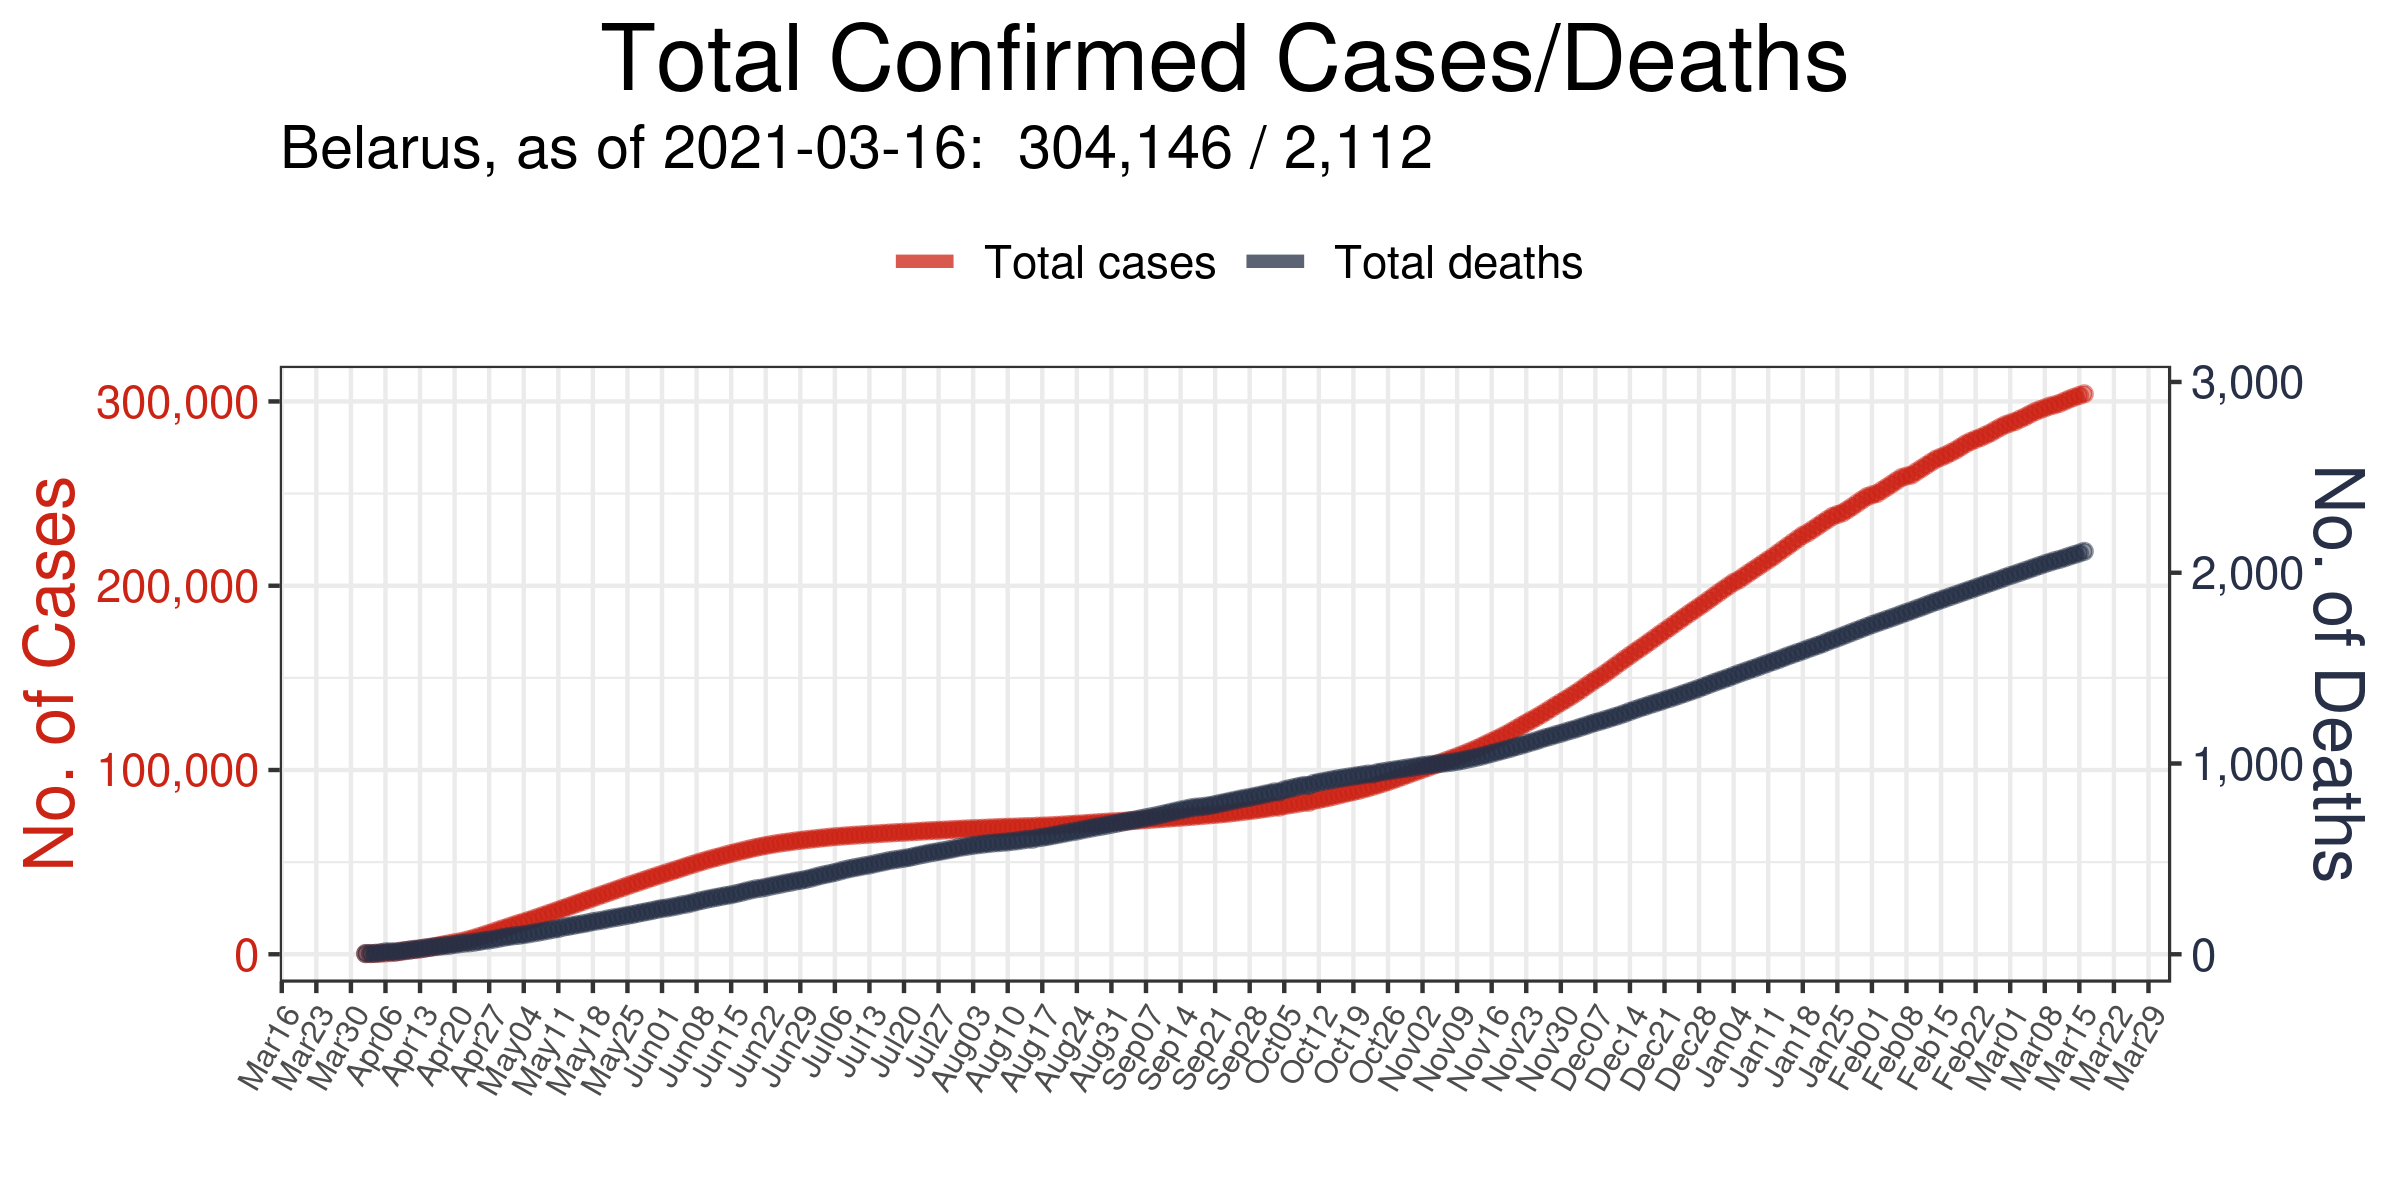 Total Confirmed Cases/Deaths
Belarus, as of 2021-03-16:  304,146 / 2,112
Total cases
Total deaths
No. of Cases
300,000
200,000
100,000
0
3,000
2,000
1,000
0
No. of Deaths
Mar16
Mar23
Mar30
Apr06
Apr13
Apr20
Apr27
May04
May11
May18
May25
Jun01
Jun08
Jun15
Jun22
Jun29
Jul06
Jul13
Jul20
Jul27
Aug03
Aug10
Aug17
Aug24
Aug31
Sep07
Sep14
Sep21
Sep28
Oct05
Oct12
Oct19
Oct26
Nov02
Nov09
Nov16
Nov23
Nov30
Dec07
Dec14
Dec21
Dec28
Jan04
Jan11
Jan18
Jan25
Feb01
Feb08
Feb15
Feb22
Mar01
Mar08
Mar15
Mar22
Mar29